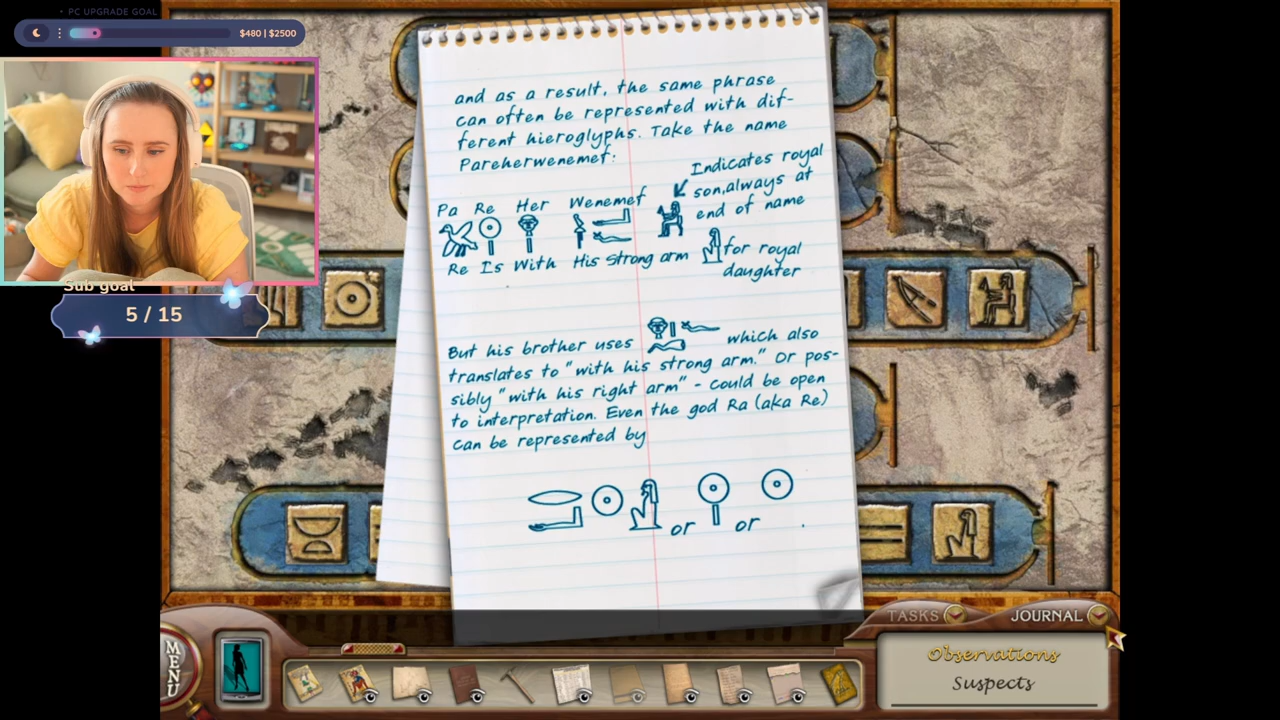 PC UPGRADE GOAL
$480 | $2500
Sub goal
5 / 15
and as a result, the same phrase
can often be represented with dif-
ferent hieroglyphs. Take the name
Pareherwenemef:
Indicates royal
son, always at
end of name
Pa Re Her Wenemef
Re Is With His Strong arm
for royal
daughter
But his brother uses which also
translates to "with his strong arm." Or pos-
sibly "with his right arm" - could be open
to interpretation. Even the god Ra (aka Re)
can be represented by
or or .
TASKS JOURNAL
MENU
Observations
Suspects